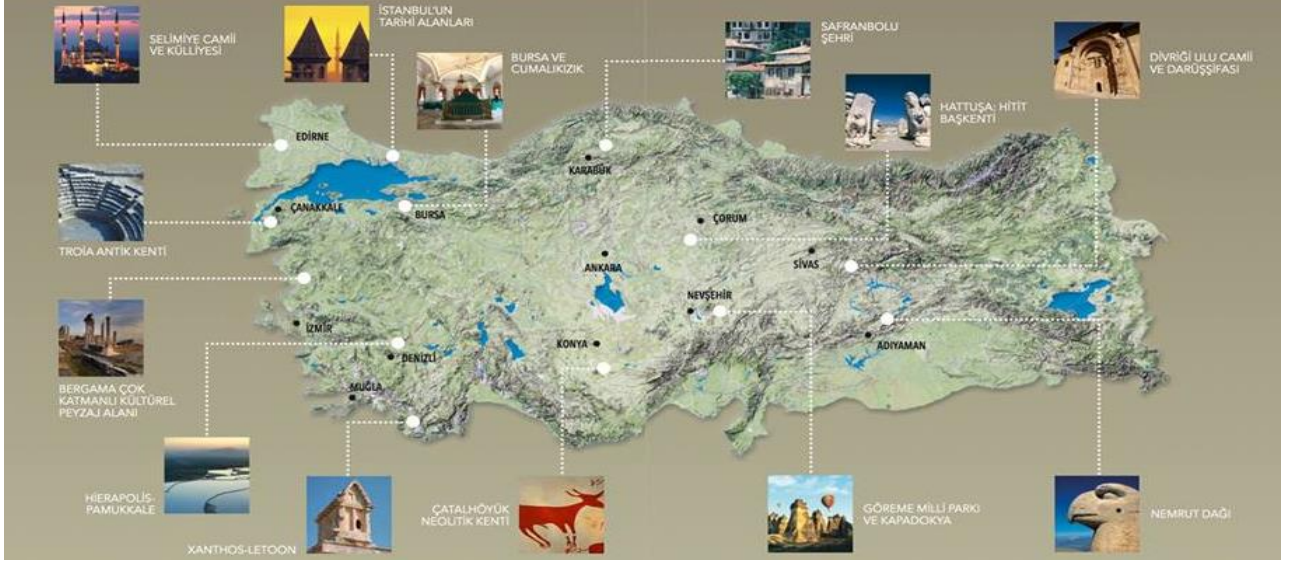 SELİMİYE CAMİİ
VE KÜLLİYESİ
İSTANBUL'UN
TARİHİ ALANLARI
BURSA VE
CUMALIKIZIK
SAFRANBOLU
ŞEHRİ
HATTUŞA: HİTİT
BAŞKENTİ
DİVRİĞİ ULU CAMİİ
VE DARÜŞŞİFASI
EDİRNE
KARABÜK
ÇANAKKALE
BURSA
ÇORUM
TROİA ANTİK KENTİ
ANKARA
SİVAS
NEVŞEHİR
İZMİR
DENİZLİ
KONYA
ADIYAMAN
MUĞLA
BERGAMA ÇOK
KATMANLI KÜLTÜREL
PEYZAJ ALANI
HİERAPOLİS-
PAMUKKALE
XANTHOS-LETOON
ÇATALHÖYÜK
NEOLİTİK KENTİ
GÖREME MİLLİ PARKI
VE KAPADOKYA
NEMRUT DAĞI